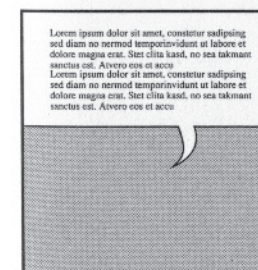 Lorem ipsum dolor sit amet, constetur sadipsing
sed diam no nermod temporinvidunt ut labore et
dolore magna erat. Stet clita kasd, no sea takmant
sanctus est. Atvero eos et accu
Lorem ipsum dolor sit amet, constetur sadipsing
sed diam no nermod temporinvidunt ut labore et
dolore magna erat. Stet clita kasd, no sea takmant
sanctus est. Atvero eos et accu